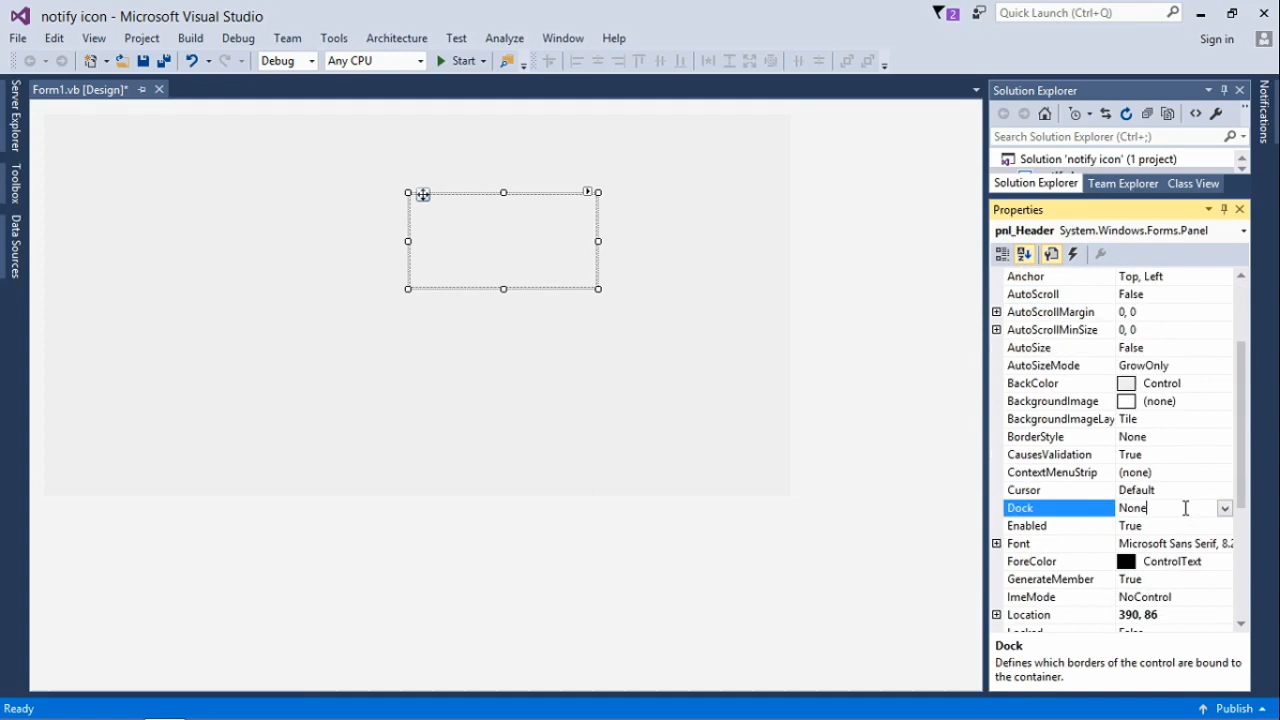 notify icon - Microsoft Visual Studio
2
Quick Launch (Ctrl+Q)
File Edit View Project Build Debug Team Tools Architecture Test Analyze Window Help
Sign in
Debug Any CPU Start
Form1.vb [Design]*
Server Explorer
Toolbox
Data Sources
Solution Explorer
Search Solution Explorer (Ctrl+;)
Solution 'notify icon' (1 project)
Solution Explorer Team Explorer Class View
Notifications
Properties
pnl_Header System.Windows.Forms.Panel
Anchor Top, Left
AutoScroll False
AutoScrollMargin 0, 0
AutoScrollMinSize 0, 0
AutoSize False
AutoSizeMode GrowOnly
BackColor Control
BackgroundImage (none)
BackgroundImageLay Tile
BorderStyle None
CausesValidation True
ContextMenuStrip (none)
Cursor Default
Dock None
Enabled True
Font Microsoft Sans Serif, 8.2
ForeColor ControlText
GenerateMember True
ImeMode NoControl
Location 390, 86
Dock
Defines which borders of the control are bound to
the container.
Ready
Publish